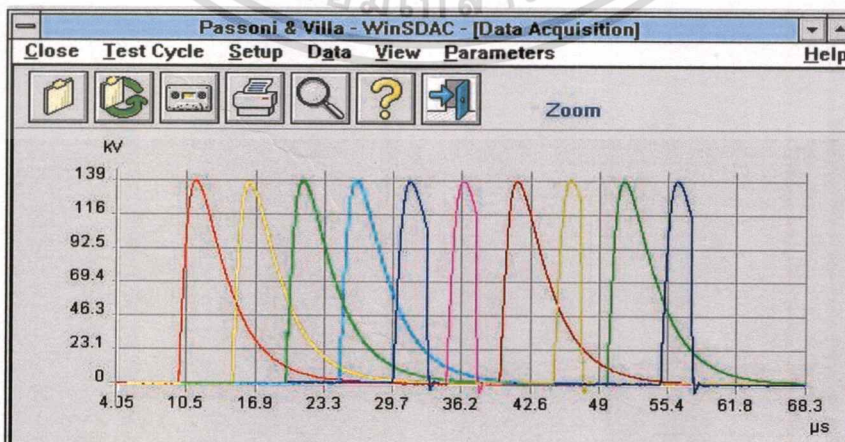 Passoni & Villa - WinSDAC - [Data Acquisition]
Close Test Cycle Setup Data View Parameters Help
Zoom
kV
139
116
92.5
69.4
46.3
23.1
0
4.05 10.5 16.9 23.3 29.7 36.2 42.6 49 55.4 61.8 68.3
µs